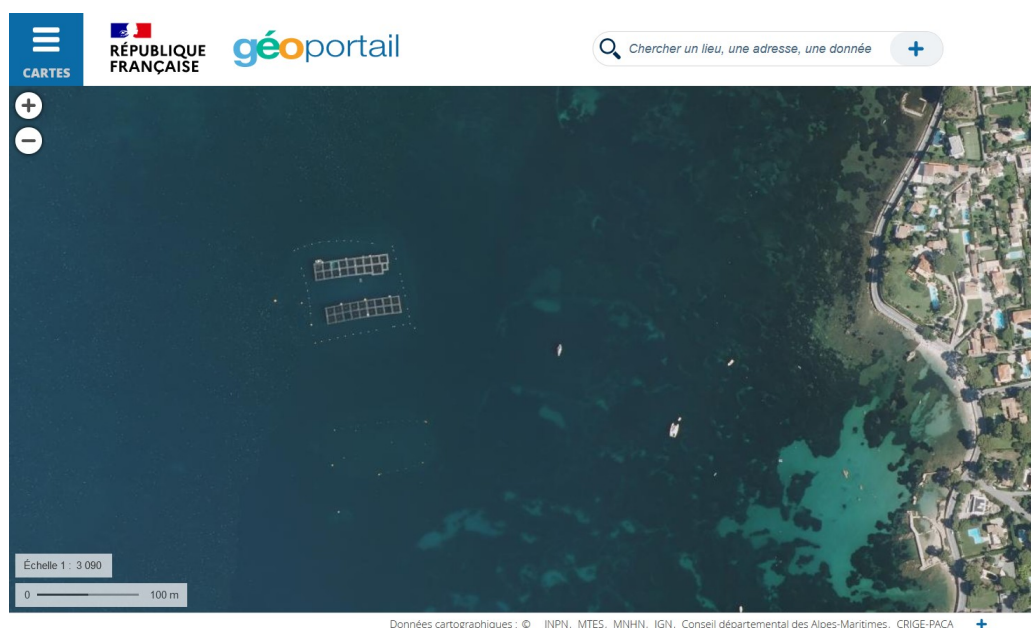 CARTES
RÉPUBLIQUE
FRANÇAISE
géoportail
Chercher un lieu, une adresse, une donnée
+
+
−
Échelle 1 : 3 090
0 100 m
Données cartographiques : © INPN, MTES, MNHN, IGN, Conseil départemental des Alpes-Maritimes, CRIGE-PACA +